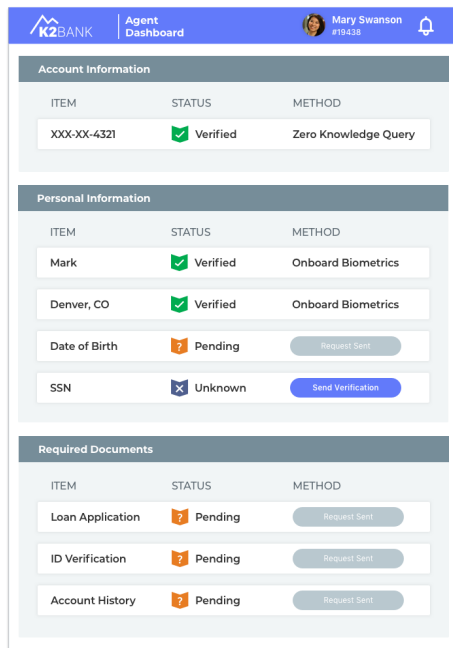 K2BANK
Agent
Dashboard
Mary Swanson
#19438
Account Information
ITEM STATUS METHOD
XXX-XX-4321 Verified Zero Knowledge Query
Personal Information
ITEM STATUS METHOD
Mark Verified Onboard Biometrics
Denver, CO Verified Onboard Biometrics
Date of Birth ? Pending Request Sent
SSN Unknown Send Verification
Required Documents
ITEM STATUS METHOD
Loan Application ? Pending Request Sent
ID Verification ? Pending Request Sent
Account History ? Pending Request Sent